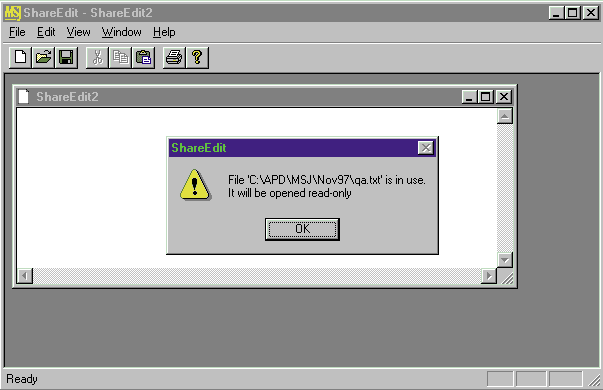 MSJ ShareEdit - ShareEdit2
File Edit View Window Help
ShareEdit2
ShareEdit
File 'C:\APD\MSJ\Nov97\qa.txt' is in use.
It will be opened read-only
OK
Ready